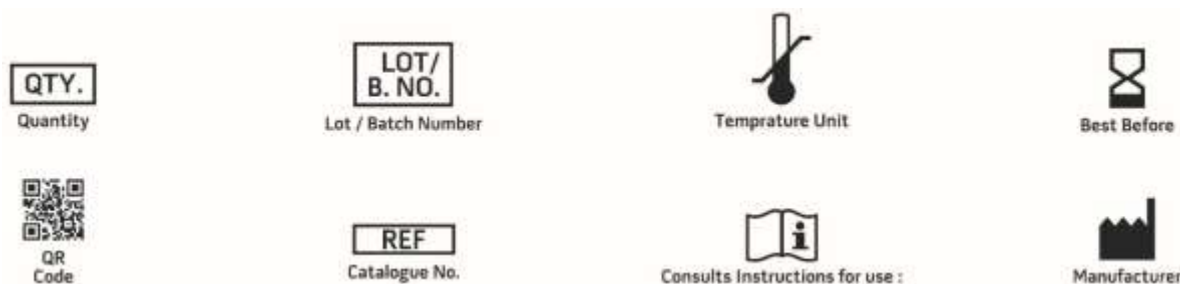 QTY.
Quantity
LOT/
B. NO.
Lot / Batch Number
Temprature Unit
Best Before
QR
Code
REF
Catalogue No.
i
Consults Instructions for use :
Manufacturer